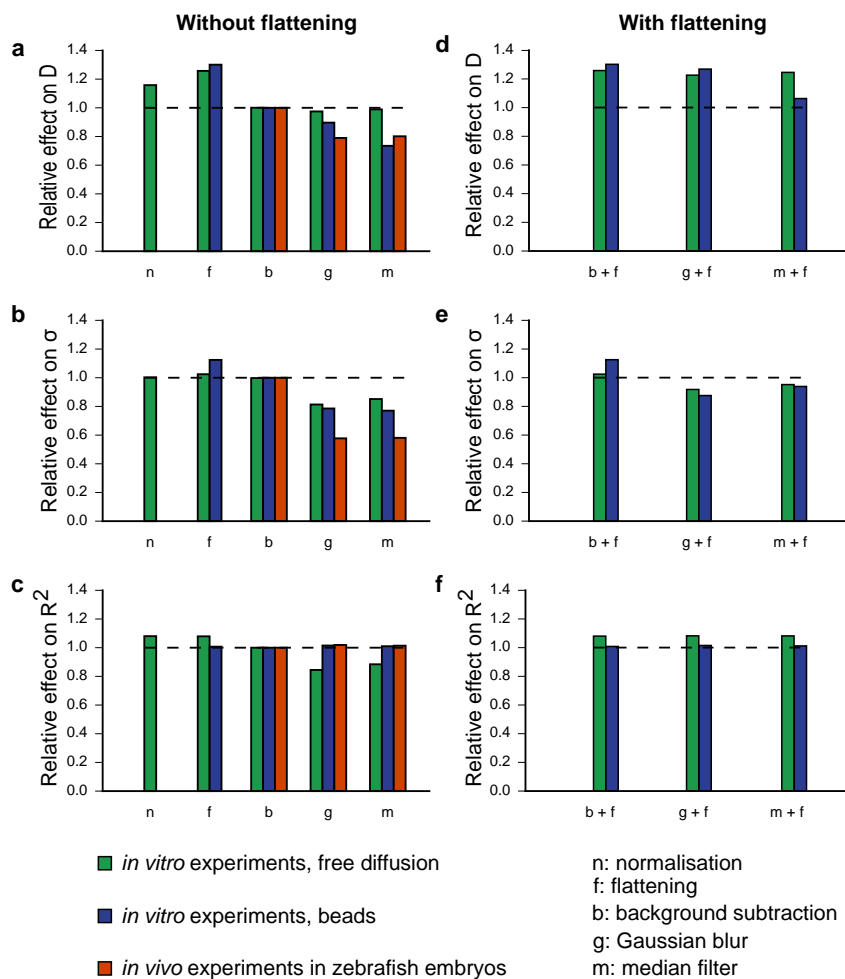 Without flattening
With flattening
a
Relative effect on D
1.4
1.2
1.0
0.8
0.6
0.4
0.2
0.0
n
f
b
g
m
d
Relative effect on D
1.4
1.2
1.0
0.8
0.6
0.4
0.2
0.0
b + f
g + f
m + f
b
Relative effect on σ
1.4
1.2
1.0
0.8
0.6
0.4
0.2
0.0
n
f
b
g
m
e
Relative effect on σ
1.4
1.2
1.0
0.8
0.6
0.4
0.2
0.0
b + f
g + f
m + f
c
Relative effect on R²
1.4
1.2
1.0
0.8
0.6
0.4
0.2
0.0
n
f
b
g
m
f
Relative effect on R²
1.4
1.2
1.0
0.8
0.6
0.4
0.2
0.0
b + f
g + f
m + f
in vitro experiments, free diffusion
in vitro experiments, beads
in vivo experiments in zebrafish embryos
n: normalisation
f: flattening
b: background subtraction
g: Gaussian blur
m: median filter